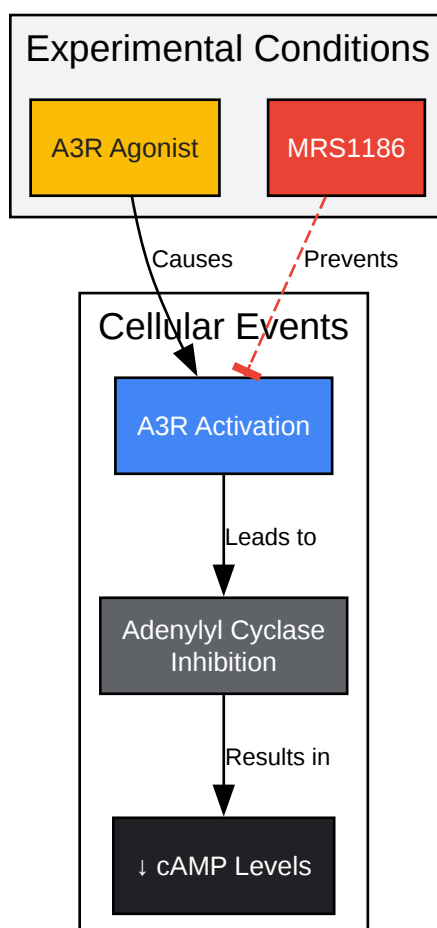 Experimental Conditions
A3R Agonist
MRS1186
Causes
Prevents
Cellular Events
A3R Activation
Leads to
Adenylyl Cyclase
Inhibition
Results in
↓ cAMP Levels